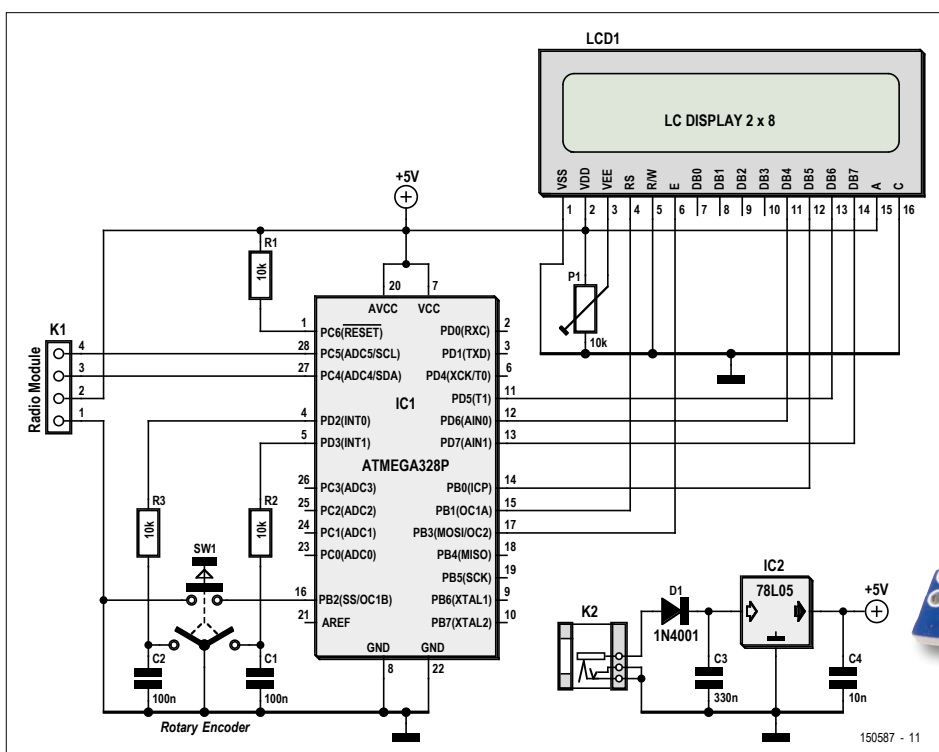 LCD1
LC DISPLAY 2 x 8
VSS VDD VEE RS R/W E DB0 DB1 DB2 DB3 DB4 DB5 DB6 DB7 A C
1 2 3 4 5 6 7 8 9 10 11 12 13 14 15 16
+5V
R1
10k
P1
10k
20 7
AVCC VCC
K1
Radio Module
4
3
2
1
1 PC6(RESET)
28 PC5(ADC5/SCL)
27 PC4(ADC4/SDA)
4 PD2(INT0)
5 PD3(INT1)
26 PC3(ADC3)
25 PC2(ADC2)
24 PC1(ADC1)
23 PC0(ADC0)
16 PB2(SS/OC1B)
21 AREF
IC1
ATMEGA328P
PD0(RXC) 2
PD1(TXD) 3
PD4(XCK/T0) 6
PD5(T1) 11
PD6(AIN0) 12
PD7(AIN1) 13
PB0(ICP) 14
PB1(OC1A) 15
PB3(MOSI/OC2) 17
PB4(MISO) 18
PB5(SCK) 19
PB6(XTAL1) 9
PB7(XTAL2) 10
GND GND
8 22
R3
10k
R2
10k
SW1
C2
100n
C1
100n
Rotary Encoder
K2
D1
1N4001
IC2
78L05
+5V
C3
330n
C4
10n
150587 - 11